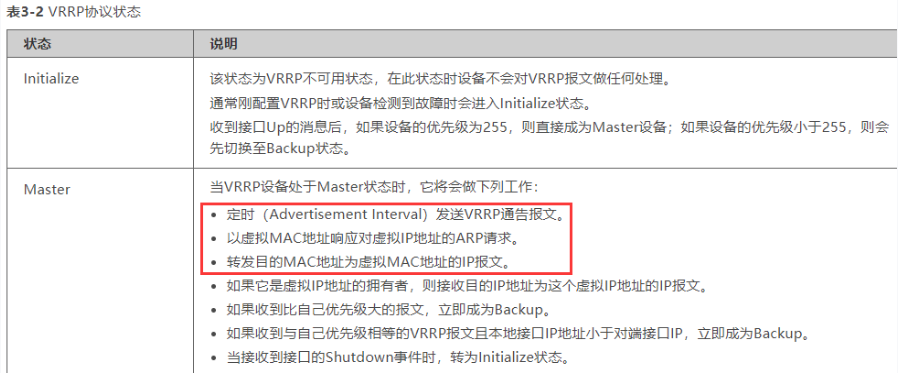 表3-2 VRRP协议状态
状态 说明
Initialize
该状态为VRRP不可用状态，在此状态时设备不会对VRRP报文做任何处理。
通常刚配置VRRP时或设备检测到故障时会进入Initialize状态。
收到接口Up的消息后，如果设备的优先级为255，则直接成为Master设备；如果设备的优先级小于255，则会
先切换至Backup状态。
Master
当VRRP设备处于Master状态时，它将会做下列工作：
• 定时（Advertisement Interval）发送VRRP通告报文。
• 以虚拟MAC地址响应对虚拟IP地址的ARP请求。
• 转发目的MAC地址为虚拟MAC地址的IP报文。
• 如果它是虚拟IP地址的拥有者，则接收目的IP地址为这个虚拟IP地址的IP报文。
• 如果收到比自己优先级大的报文，立即成为Backup。
• 如果收到与自己优先级相等的VRRP报文且本地接口IP地址小于对端接口IP，立即成为Backup。
• 当接收到接口的Shutdown事件时，转为Initialize状态。